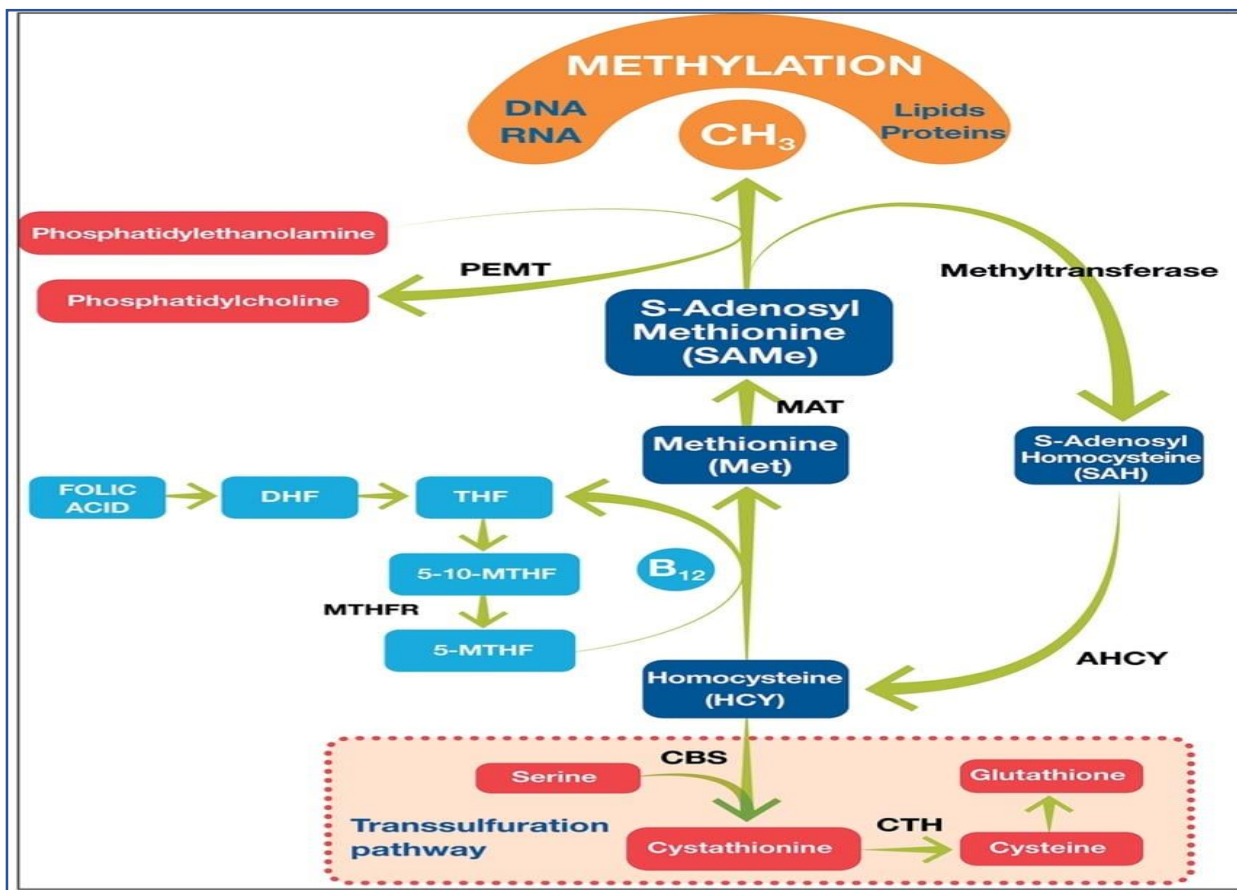 METHYLATION
DNA
RNA
CH₃
Lipids
Proteins
Phosphatidylethanolamine
PEMT
Phosphatidylcholine
Methyltransferase
S-Adenosyl
Methionine
(SAMe)
MAT
Methionine
(Met)
S-Adenosyl
Homocysteine
(SAH)
FOLIC
ACID
DHF
THF
5-10-MTHF
B₁₂
MTHFR
5-MTHF
Homocysteine
(HCY)
AHCY
CBS
Serine
Glutathione
Transsulfuration
pathway
Cystathionine
CTH
Cysteine